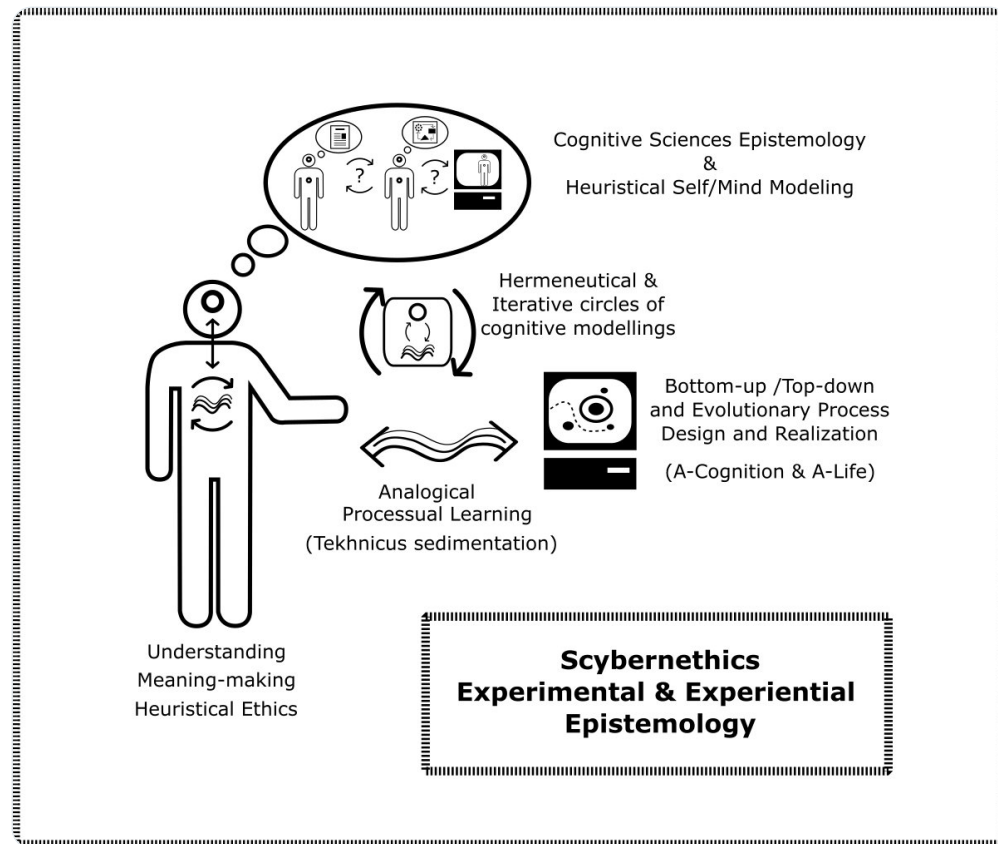 Cognitive Sciences Epistemology
&
Heuristical Self/Mind Modeling
?
?
Hermeneutical &
Iterative circles of
cognitive modellings
Bottom-up /Top-down
and Evolutionary Process
Design and Realization
(A-Cognition & A-Life)
Analogical
Processual Learning
(Tekhnicus sedimentation)
Understanding
Meaning-making
Heuristical Ethics
Scybernethics
Experimental & Experiential
Epistemology